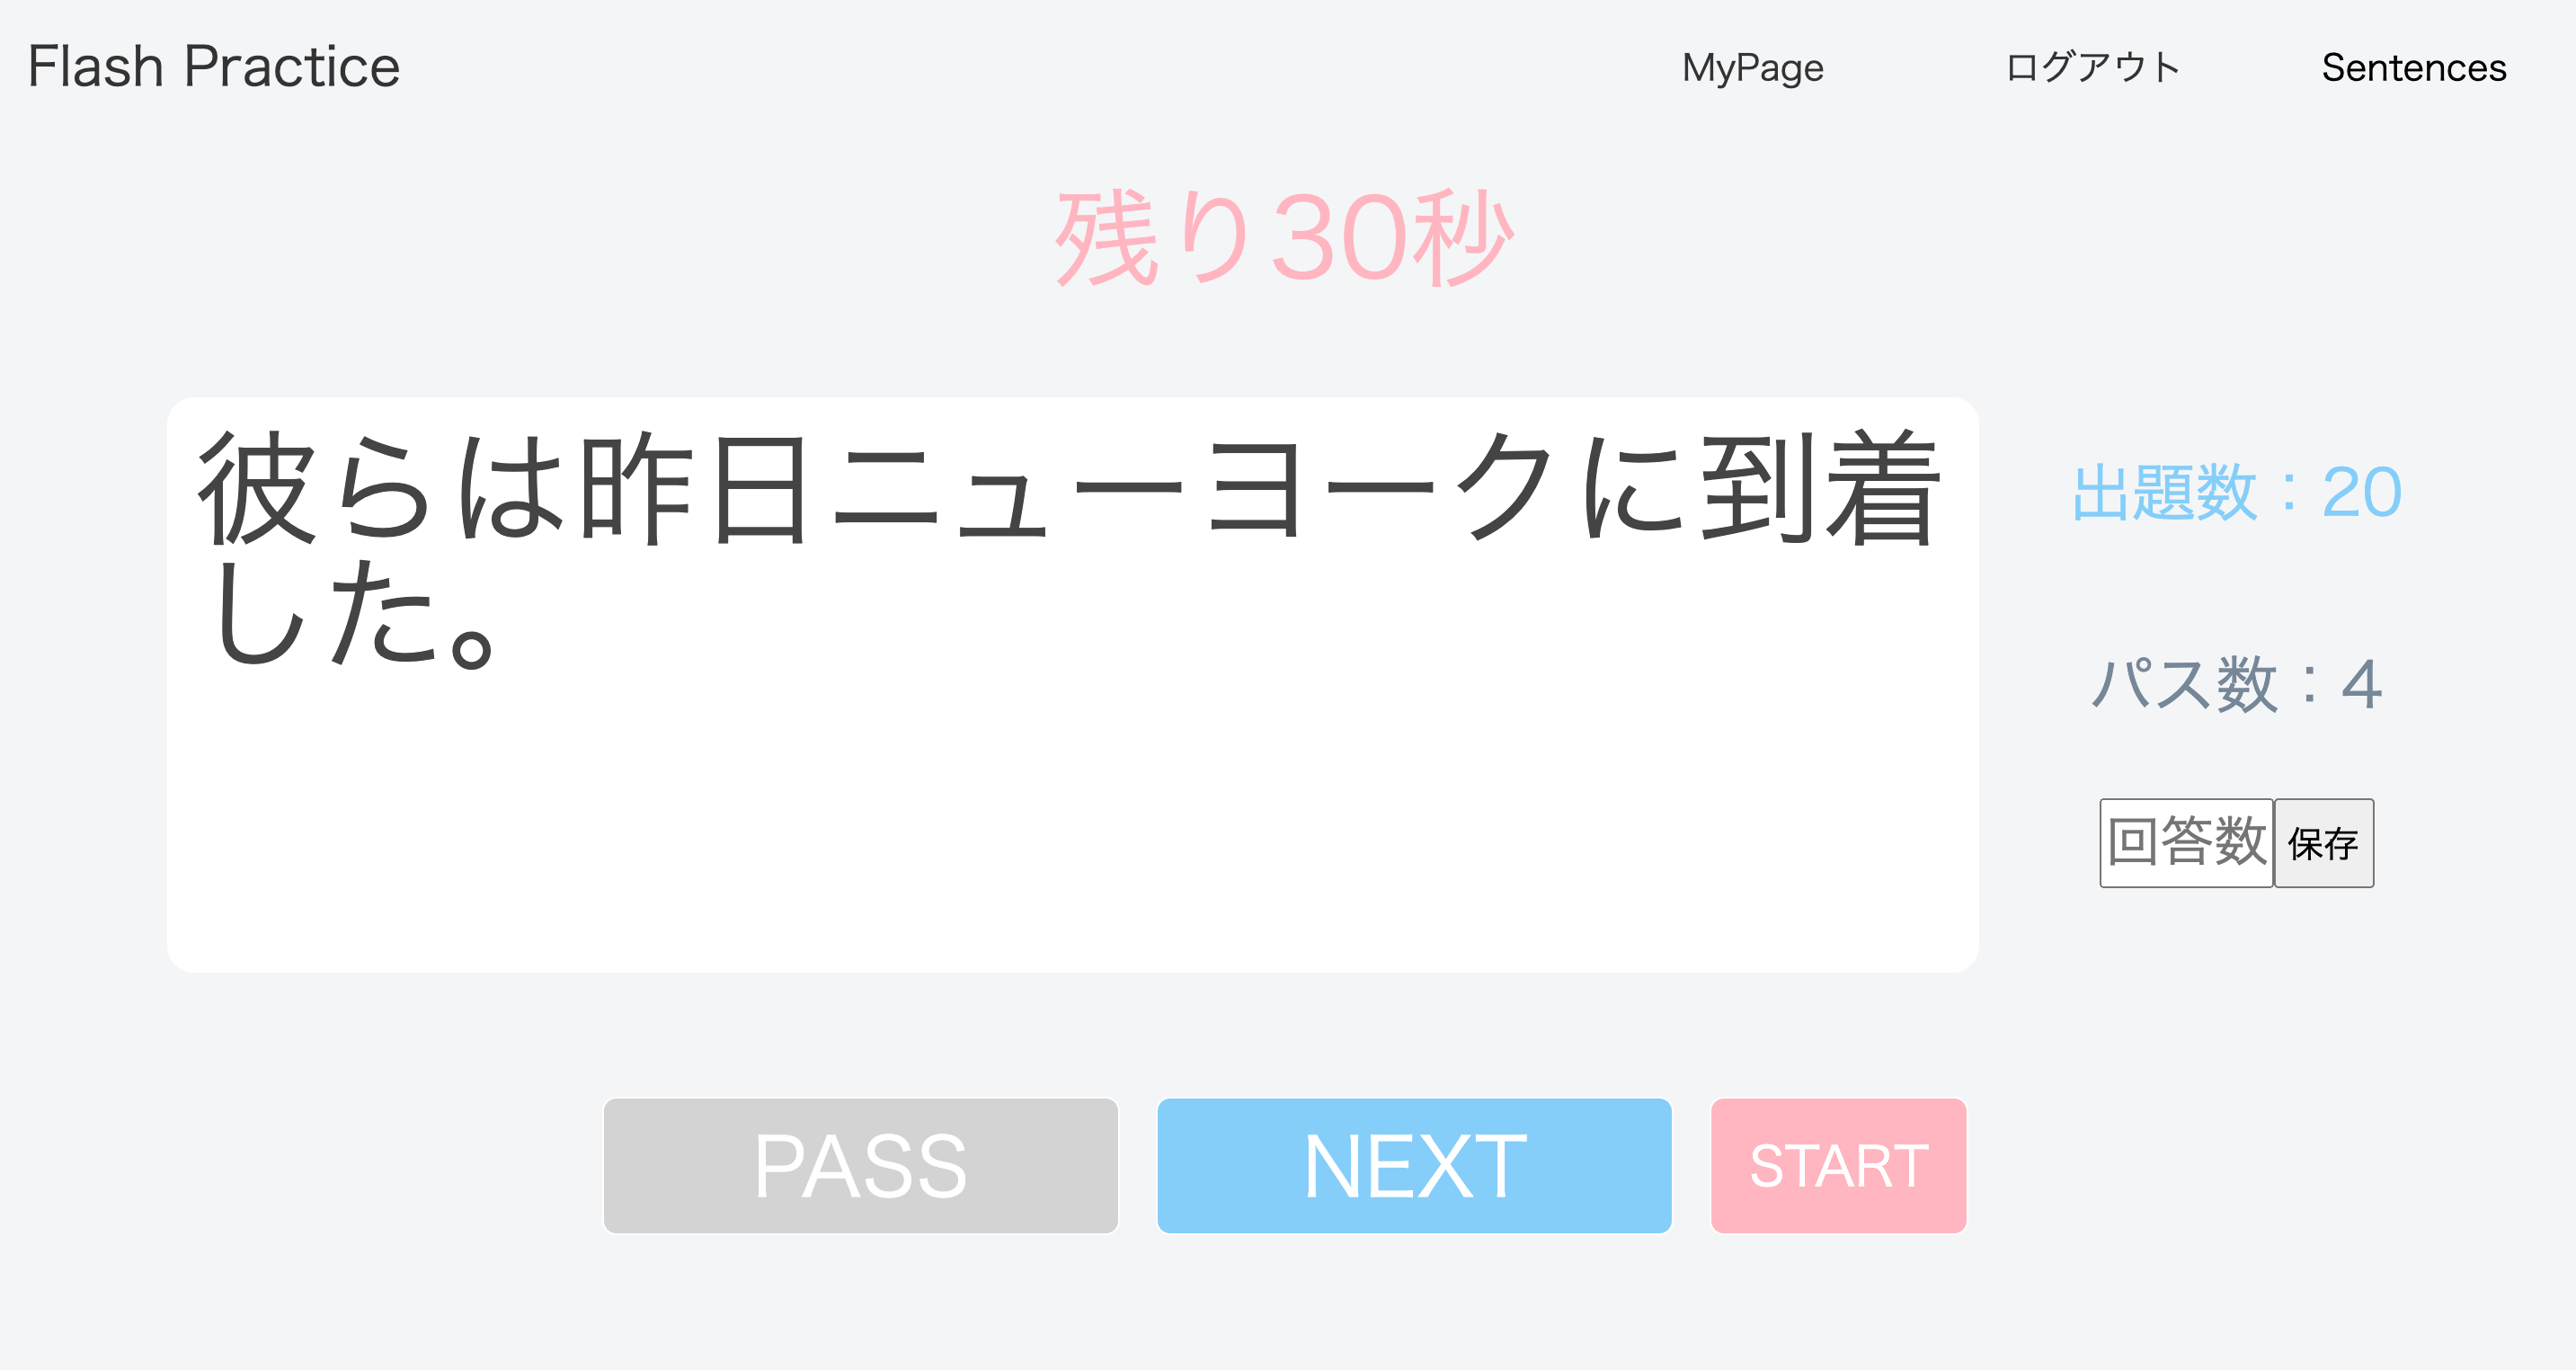 Flash Practice
MyPage
ログアウト
Sentences
残り30秒
彼らは昨日ニューヨークに到着
した。
出題数：20
パス数：4
回答数
保存
PASS
NEXT
START